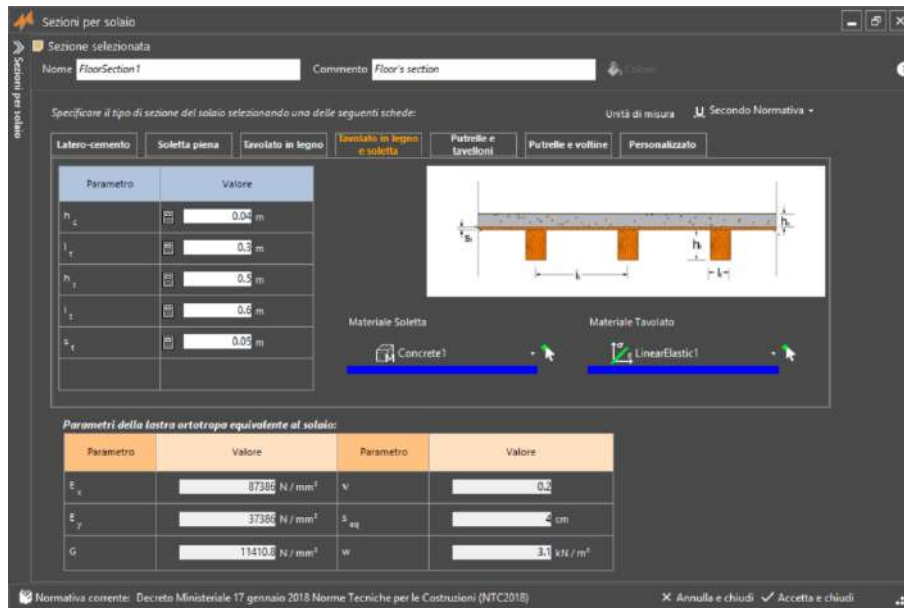 Sezioni per solaio
Sezioni per solaio
Sezione selezionata
Nome FloorSection1 Commento Floor's section Colore
Specificare il tipo di sezione del solaio selezionando una delle seguenti schede: Unità di misura Secondo Normativa
Latero-cemento Soletta piena Tavolato in legno Tavolato in legno e soletta Putrelle e tavelloni Putrelle e voltine Personalizzato
Parametro Valore
0.04 m
0.3 m
0.5 m
0.6 m
0.05 m
Materiale Soletta Materiale Tavolato
Concrete1 LinearElastic1
Parametri della lastra ortotropa equivalente al solaio:
Parametro Valore Parametro Valore
E x 87386 N / mm² ν 0.2
E y 37386 N / mm² s eq 4 cm
G 11410.8 N / mm² w 3.1 kN / m²
Normativa corrente: Decreto Ministeriale 17 gennaio 2018 Norme Tecniche per le Costruzioni (NTC2018) Annulla e chiudi Accetta e chiudi